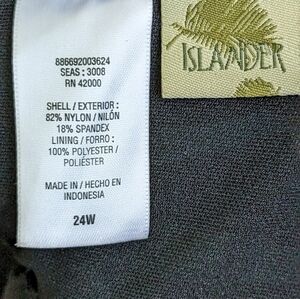 886692003624
SEAS : 3008
RN 42000
SHELL / EXTERIOR :
82% NYLON / NILÓN
18% SPANDEX
LINING / FORRO :
100% POLYESTER /
POLIÉSTER
MADE IN / HECHO EN
INDONESIA
24W
ISLANDER